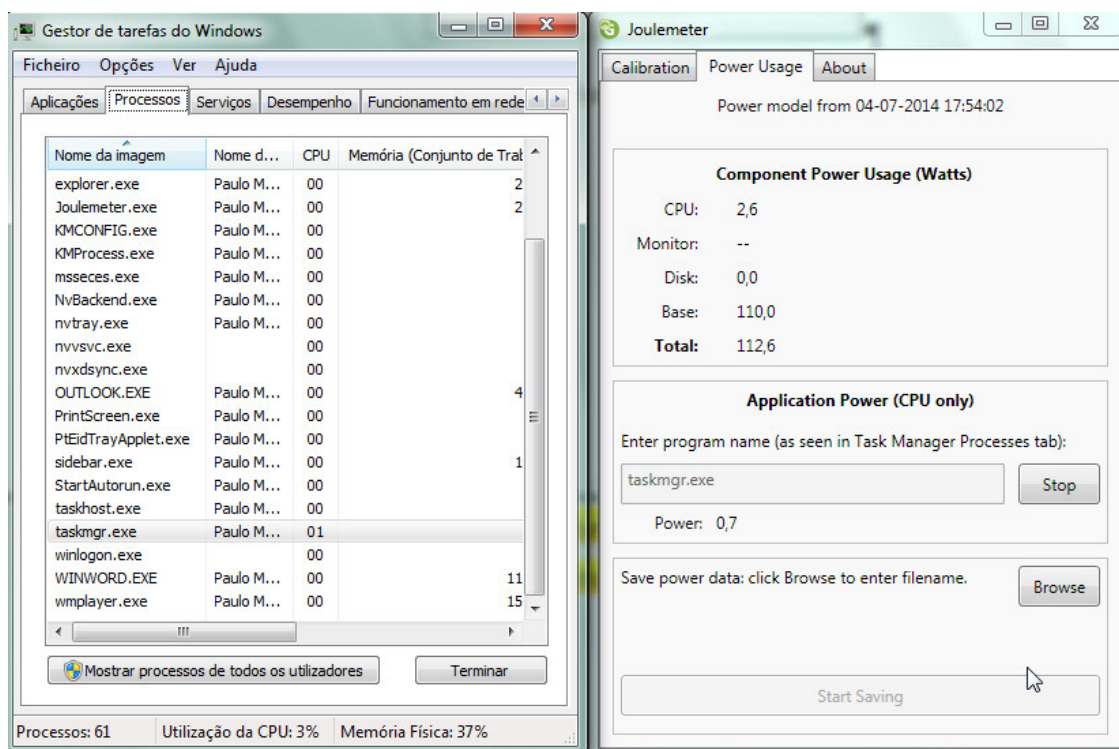 Gestor de tarefas do Windows
Ficheiro Opções Ver Ajuda
Aplicações Processos Serviços Desempenho Funcionamento em rede
Nome da imagem Nome d... CPU Memória (Conjunto de Trab
explorer.exe Paulo M... 00 2
Joulemeter.exe Paulo M... 00 2
KMCONFIG.exe Paulo M... 00
KMProcess.exe Paulo M... 00
msseces.exe Paulo M... 00
NvBackend.exe Paulo M... 00
nvtray.exe Paulo M... 00
nvvsvc.exe 00
nvxdsync.exe 00
OUTLOOK.EXE Paulo M... 00 4
PrintScreen.exe Paulo M... 00
PtEidTrayApplet.exe Paulo M... 00
sidebar.exe Paulo M... 00 1
StartAutorun.exe Paulo M... 00
taskhost.exe Paulo M... 00
taskmgr.exe Paulo M... 01
winlogon.exe 00
WINWORD.EXE Paulo M... 00 11
wmplayer.exe Paulo M... 00 15
Mostrar processos de todos os utilizadores Terminar
Processos: 61 Utilização da CPU: 3% Memória Física: 37%
Joulemeter
Calibration Power Usage About
Power model from 04-07-2014 17:54:02
Component Power Usage (Watts)
CPU: 2,6
Monitor: --
Disk: 0,0
Base: 110,0
Total: 112,6
Application Power (CPU only)
Enter program name (as seen in Task Manager Processes tab):
taskmgr.exe Stop
Power: 0,7
Save power data: click Browse to enter filename. Browse
Start Saving